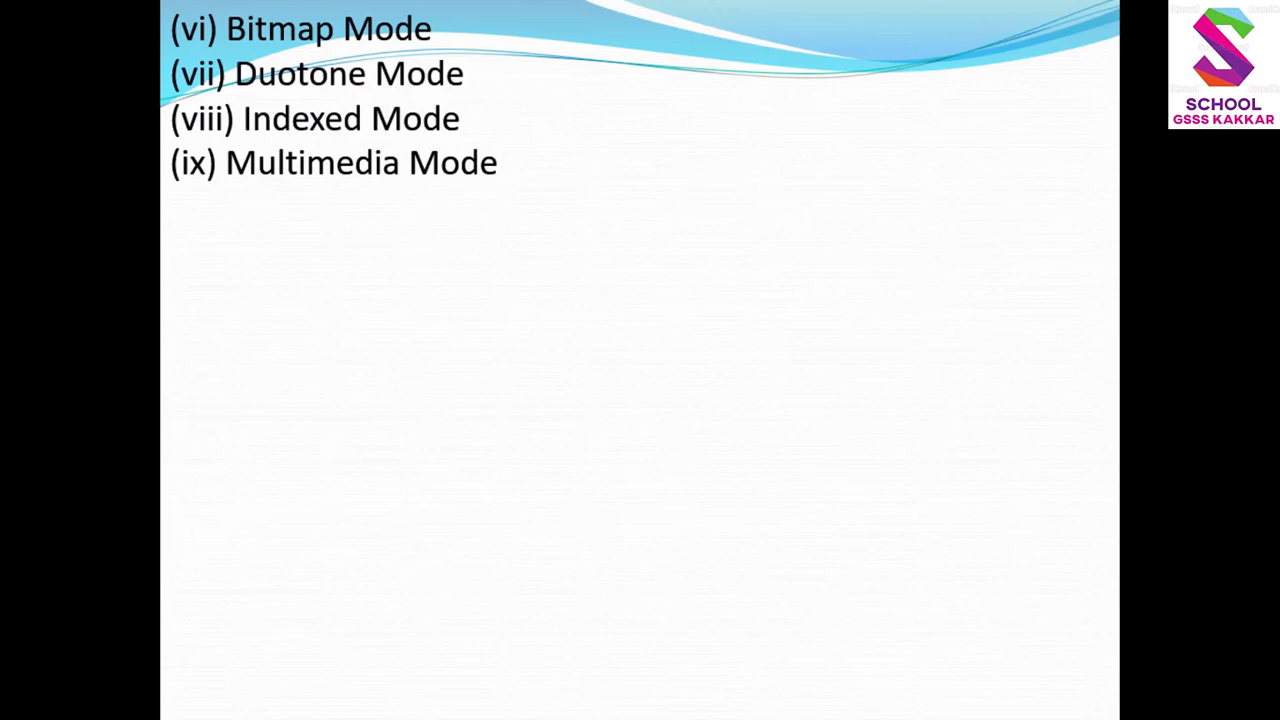 (vi) Bitmap Mode
(vii) Duotone Mode
(viii) Indexed Mode
(ix) Multimedia Mode
SCHOOL
GSSS KAKKAR